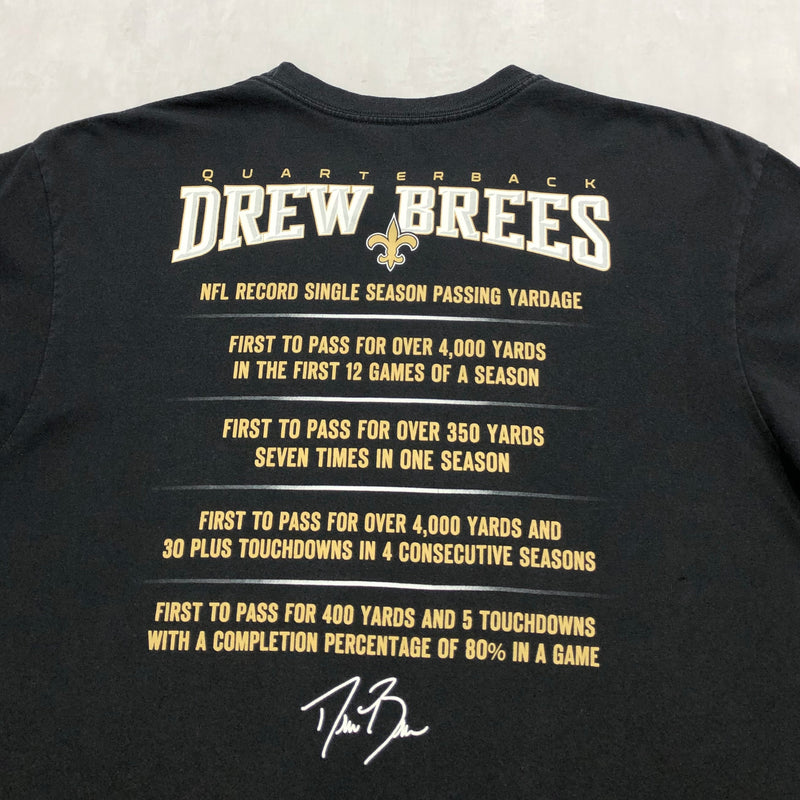 QUARTERBACK
DREW BREES
NFL RECORD SINGLE SEASON PASSING YARDAGE
FIRST TO PASS FOR OVER 4,000 YARDS
IN THE FIRST 12 GAMES OF A SEASON
FIRST TO PASS FOR OVER 350 YARDS
SEVEN TIMES IN ONE SEASON
FIRST TO PASS FOR OVER 4,000 YARDS AND
30 PLUS TOUCHDOWNS IN 4 CONSECUTIVE SEASONS
FIRST TO PASS FOR 400 YARDS AND 5 TOUCHDOWNS
WITH A COMPLETION PERCENTAGE OF 80% IN A GAME
Drew Brees